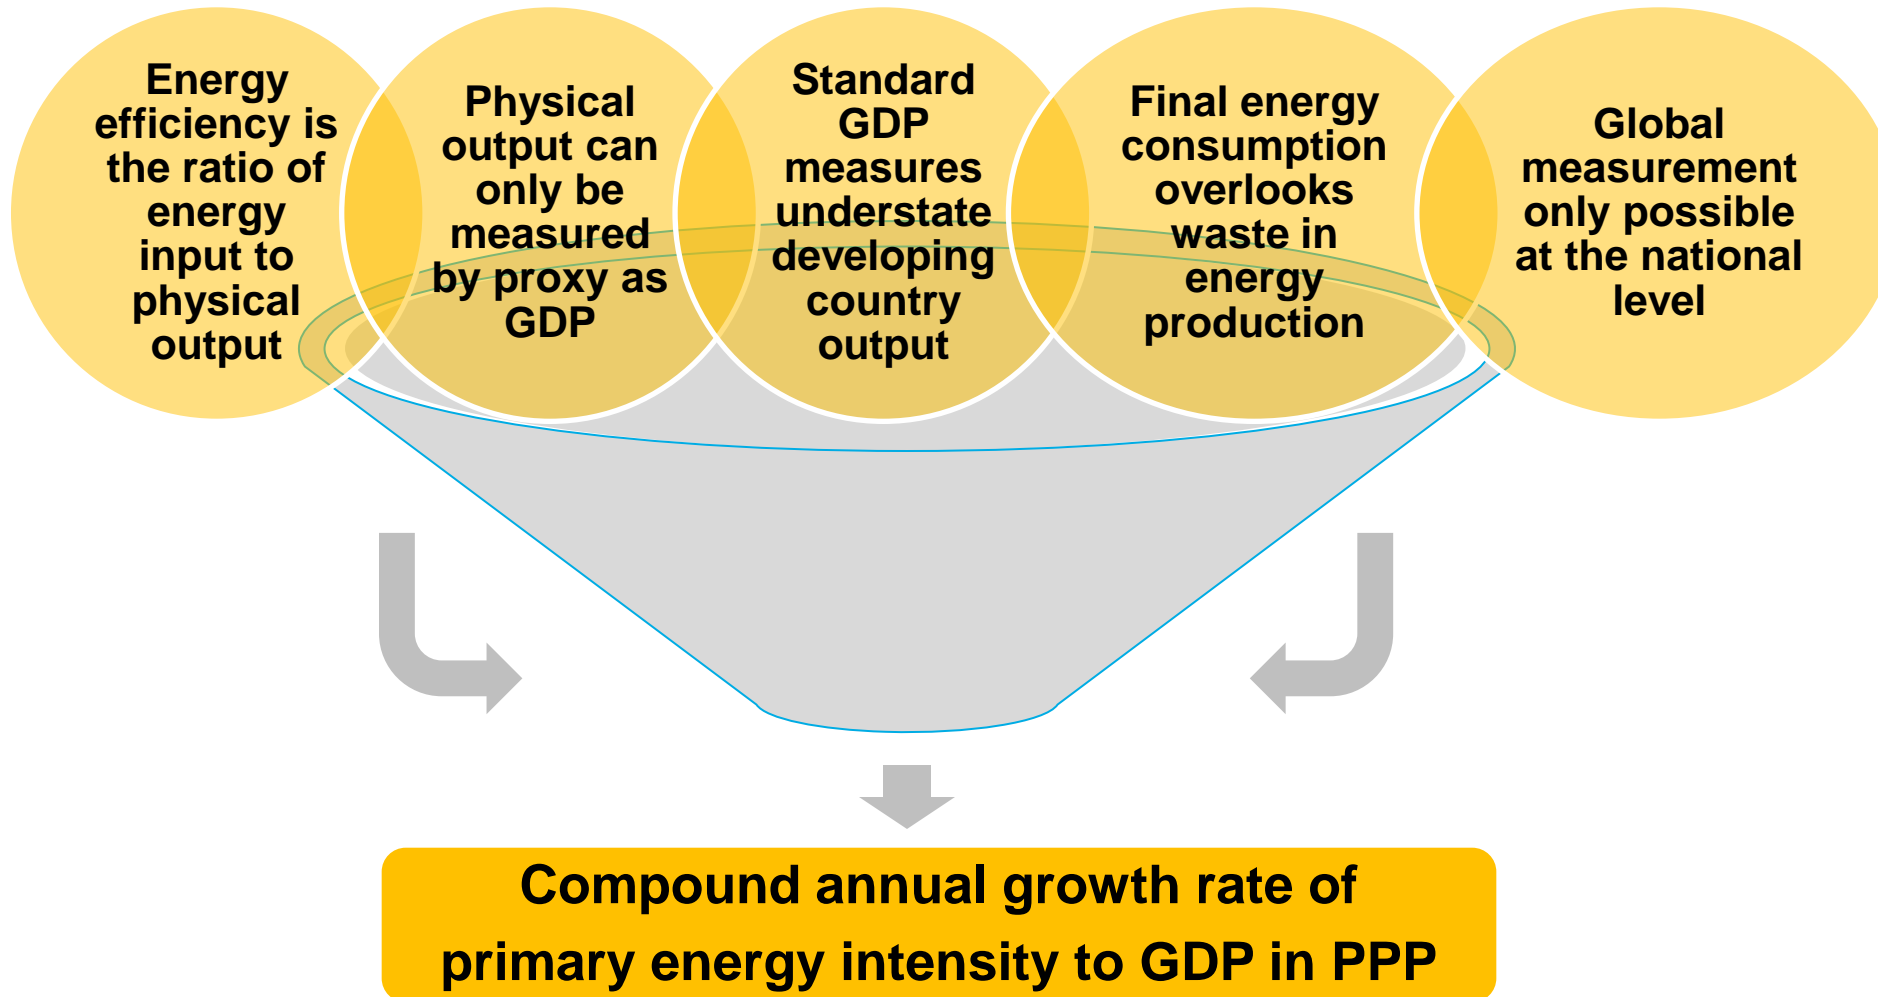 Energy
efficiency is
the ratio of
energy
input to
physical
output
Physical
output can
only be
measured
by proxy as
GDP
Standard
GDP
measures
understate
developing
country
output
Final energy
consumption
overlooks
waste in
energy
production
Global
measurement
only possible
at the national
level
Compound annual growth rate of
primary energy intensity to GDP in PPP